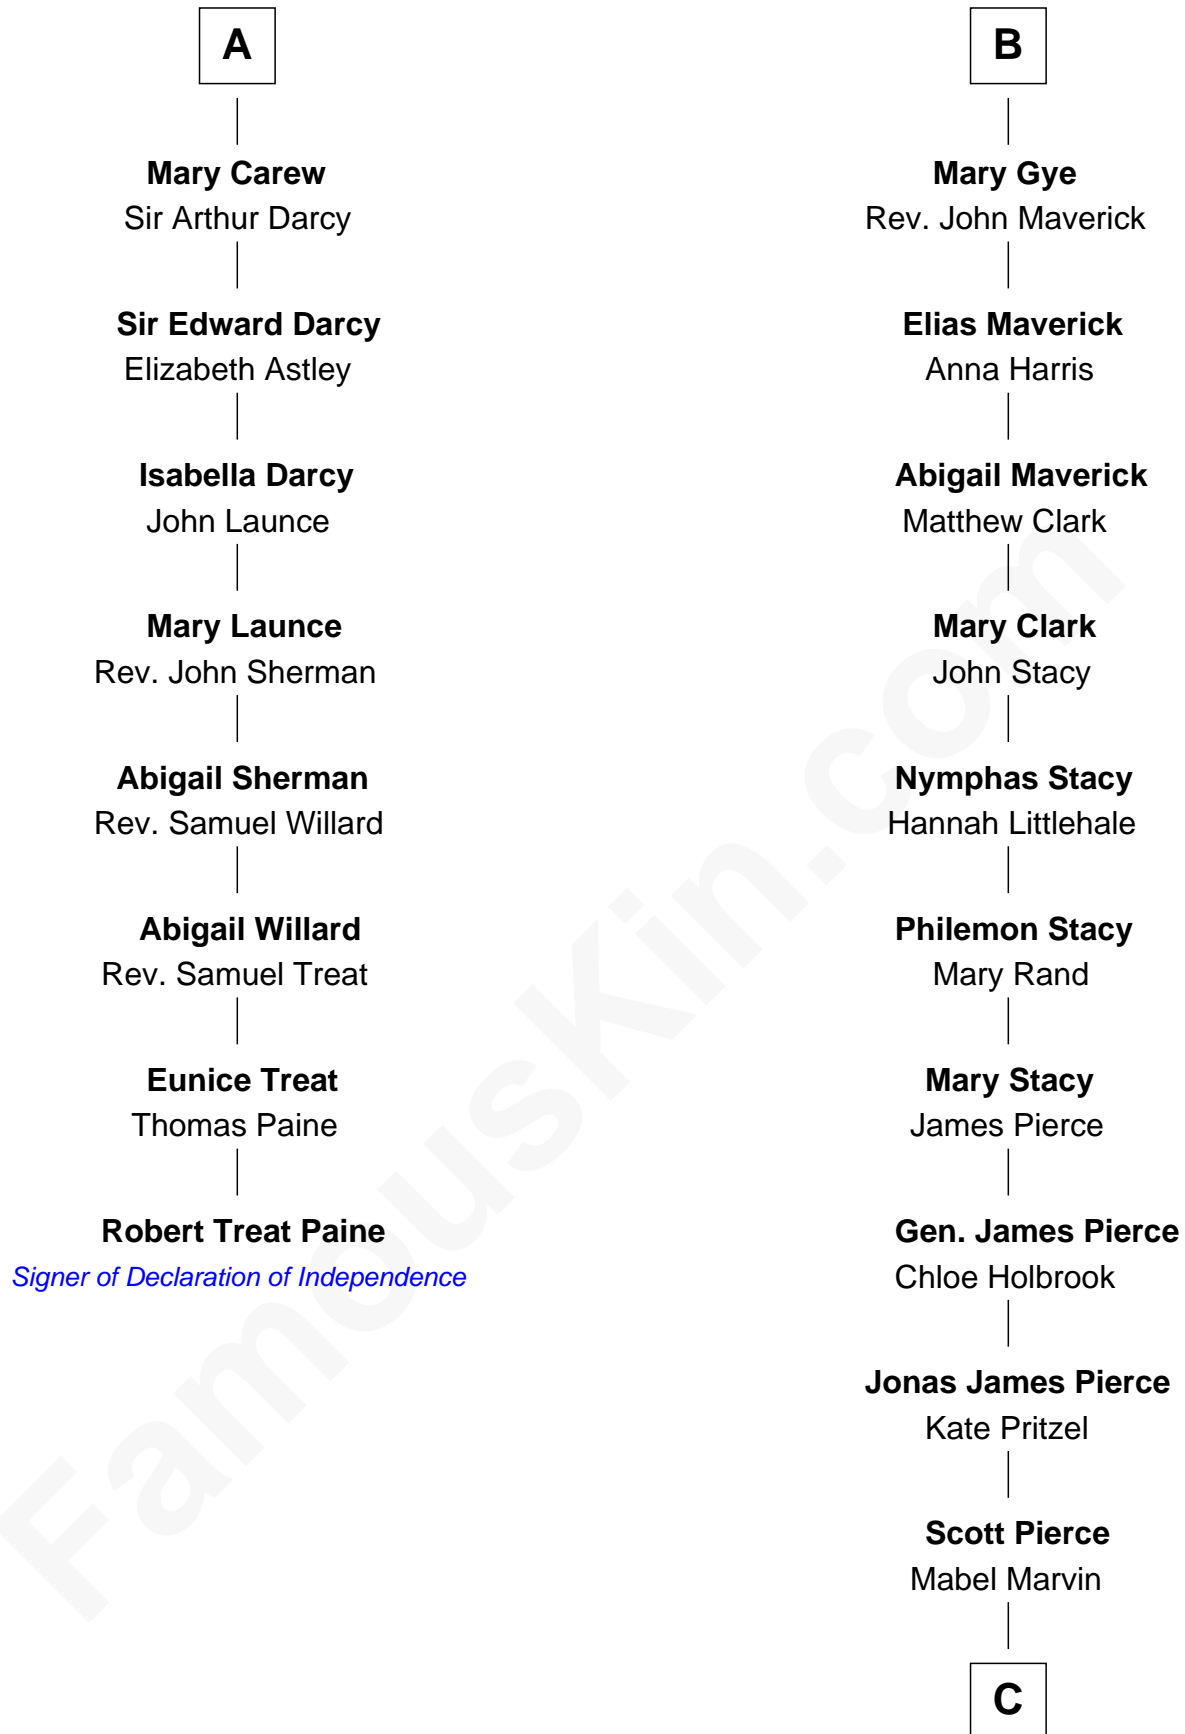 A
Mary Carew
Sir Arthur Darcy
Sir Edward Darcy
Elizabeth Astley
Isabella Darcy
John Launce
Mary Launce
Rev. John Sherman
Abigail Sherman
Rev. Samuel Willard
Abigail Willard
Rev. Samuel Treat
Eunice Treat
Thomas Paine
Robert Treat Paine
Signer of Declaration of Independence
B
Mary Gye
Rev. John Maverick
Elias Maverick
Anna Harris
Abigail Maverick
Matthew Clark
Mary Clark
John Stacy
Nymphas Stacy
Hannah Littlehale
Philemon Stacy
Mary Rand
Mary Stacy
James Pierce
Gen. James Pierce
Chloe Holbrook
Jonas James Pierce
Kate Pritzel
Scott Pierce
Mabel Marvin
C
FamousKin.com